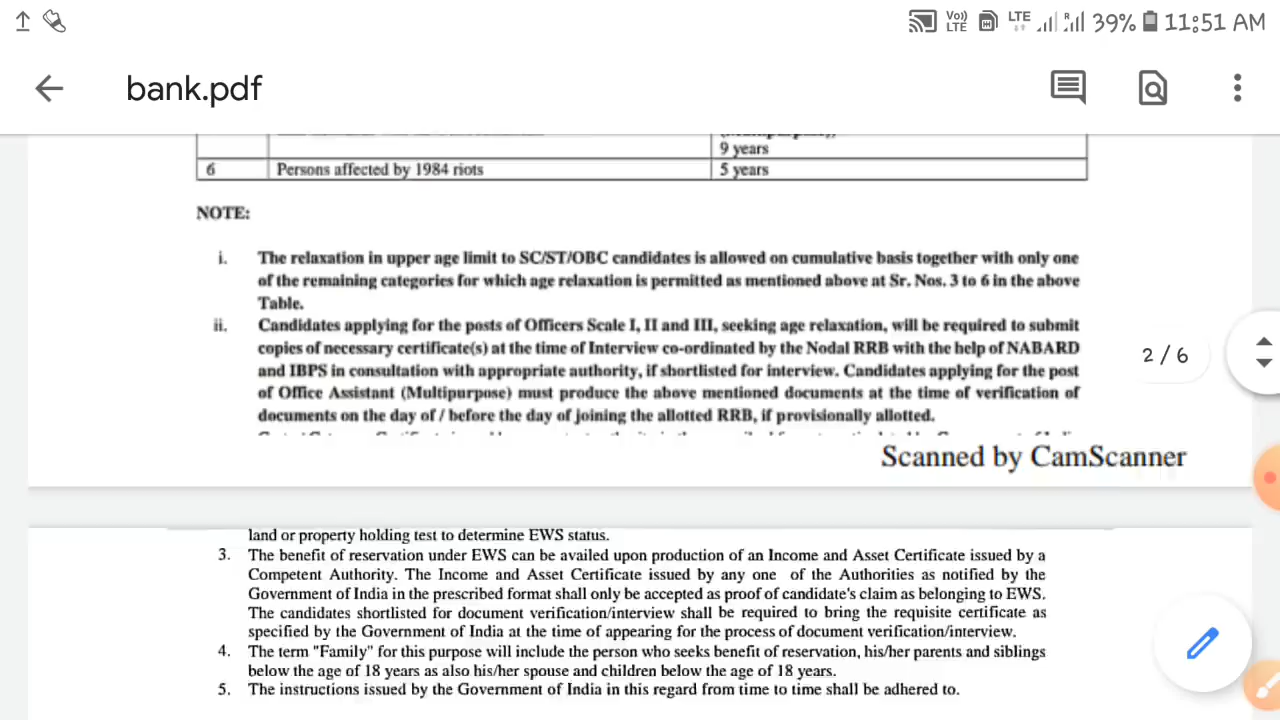 Vo)) LTE LTE R 39% 11:51 AM
bank.pdf
9 years
6 Persons affected by 1984 riots 5 years
NOTE:
i. The relaxation in upper age limit to SC/ST/OBC candidates is allowed on cumulative basis together with only one
of the remaining categories for which age relaxation is permitted as mentioned above at Sr. Nos. 3 to 6 in the above
Table.
ii. Candidates applying for the posts of Officers Scale I, II and III, seeking age relaxation, will be required to submit
copies of necessary certificate(s) at the time of Interview co-ordinated by the Nodal RRB with the help of NABARD
and IBPS in consultation with appropriate authority, if shortlisted for interview. Candidates applying for the post
of Office Assistant (Multipurpose) must produce the above mentioned documents at the time of verification of
documents on the day of / before the day of joining the allotted RRB, if provisionally allotted.
2 / 6
Scanned by CamScanner
land or property holding test to determine EWS status.
3. The benefit of reservation under EWS can be availed upon production of an Income and Asset Certificate issued by a
Competent Authority. The Income and Asset Certificate issued by any one of the Authorities as notified by the
Government of India in the prescribed format shall only be accepted as proof of candidate's claim as belonging to EWS.
The candidates shortlisted for document verification/interview shall be required to bring the requisite certificate as
specified by the Government of India at the time of appearing for the process of document verification/interview.
4. The term "Family" for this purpose will include the person who seeks benefit of reservation, his/her parents and siblings
below the age of 18 years as also his/her spouse and children below the age of 18 years.
5. The instructions issued by the Government of India in this regard from time to time shall be adhered to.